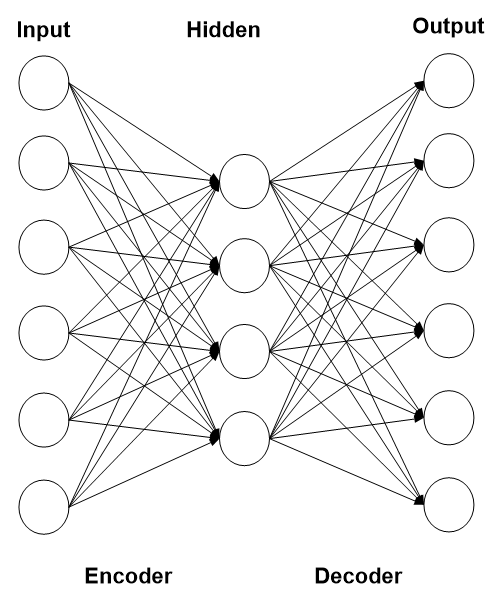 Input
Hidden
Output
Encoder
Decoder